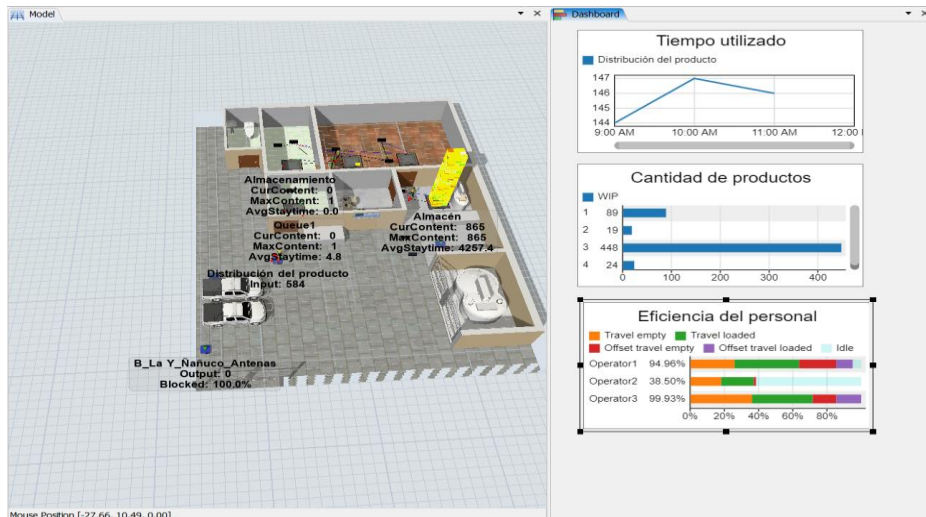 Model
Almacenamiento
CurContent: 0
MaxContent: 1
AvgStaytime: 0.0
Queue1
CurContent: 0
MaxContent: 1
AvgStaytime: 4.8
Almacén
CurContent: 865
MaxContent: 865
AvgStaytime: 4257.4
Distribución del producto
Input: 584
B_La Y_Ñañuco_Antenas
Output: 0
Blocked: 100.0%
Mouse Position [-27.66, 10.49, 0.00]
Dashboard
Tiempo utilizado
Distribución del producto
147
146
145
144
9:00 AM 10:00 AM 11:00 AM 12:00
Cantidad de productos
WIP
1 89
2 19
3 448
4 24
0 100 200 300 400
Eficiencia del personal
Travel empty Travel loaded
Offset travel empty Offset travel loaded Idle
Operator1 94.96%
Operator2 38.50%
Operator3 99.93%
0% 20% 40% 60% 80%